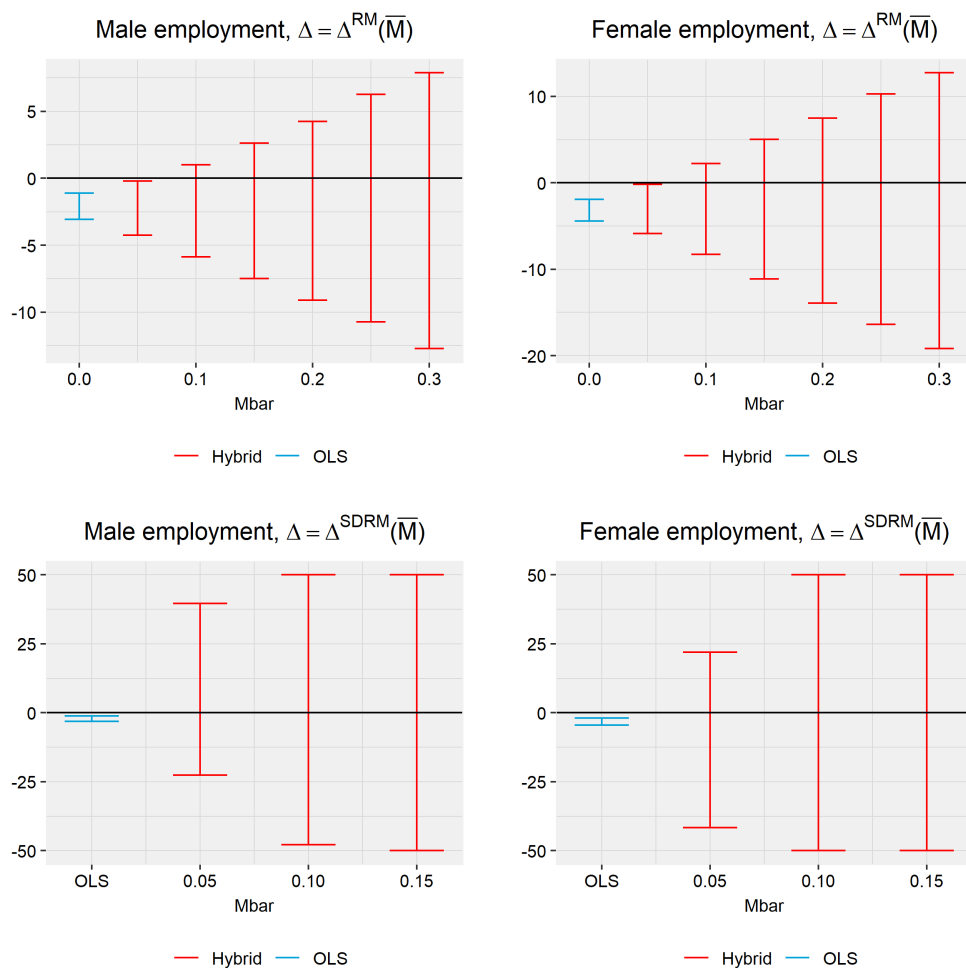 Male employment, Δ = Δ^RM(M̅)
5
0
-5
-10
0.0 0.1 0.2 0.3
Mbar
Hybrid OLS
Female employment, Δ = Δ^RM(M̅)
10
0
-10
-20
0.0 0.1 0.2 0.3
Mbar
Hybrid OLS
Male employment, Δ = Δ^SDRM(M̅)
50
25
0
-25
-50
OLS 0.05 0.10 0.15
Mbar
Hybrid OLS
Female employment, Δ = Δ^SDRM(M̅)
50
25
0
-25
-50
OLS 0.05 0.10 0.15
Mbar
Hybrid OLS